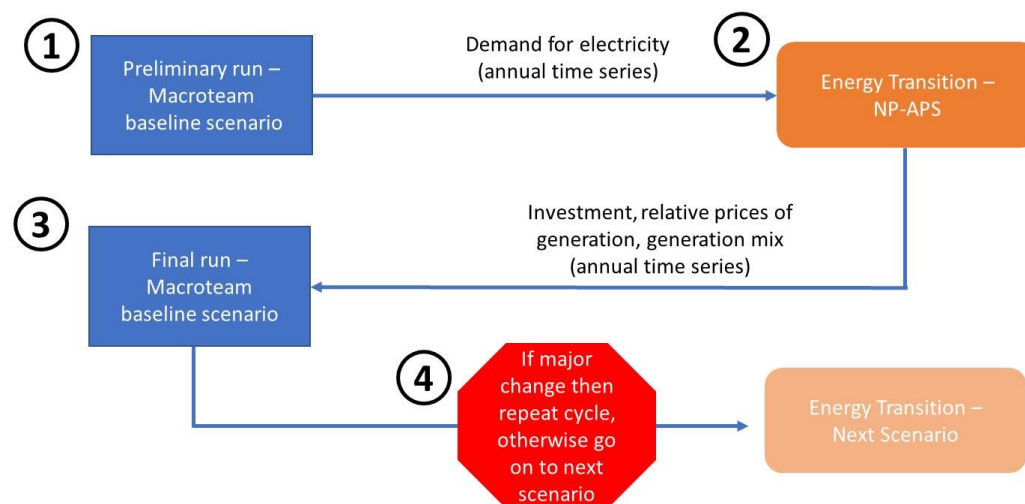 1
Preliminary run –
Macroteam
baseline scenario
Demand for electricity
(annual time series)
2
Energy Transition –
NP-APS
3
Final run –
Macroteam
baseline scenario
Investment, relative prices of
generation, generation mix
(annual time series)
4
If major
change then
repeat cycle,
otherwise go
on to next
scenario
Energy Transition –
Next Scenario